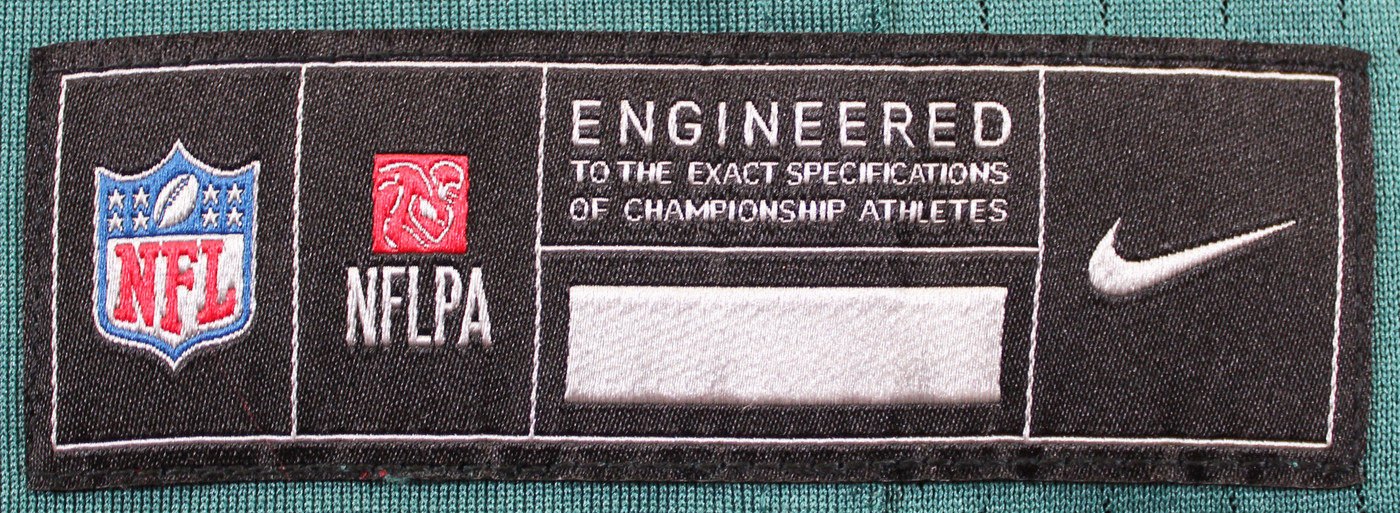 NFL
NFLPA
ENGINEERED
TO THE EXACT SPECIFICATIONS
OF CHAMPIONSHIP ATHLETES